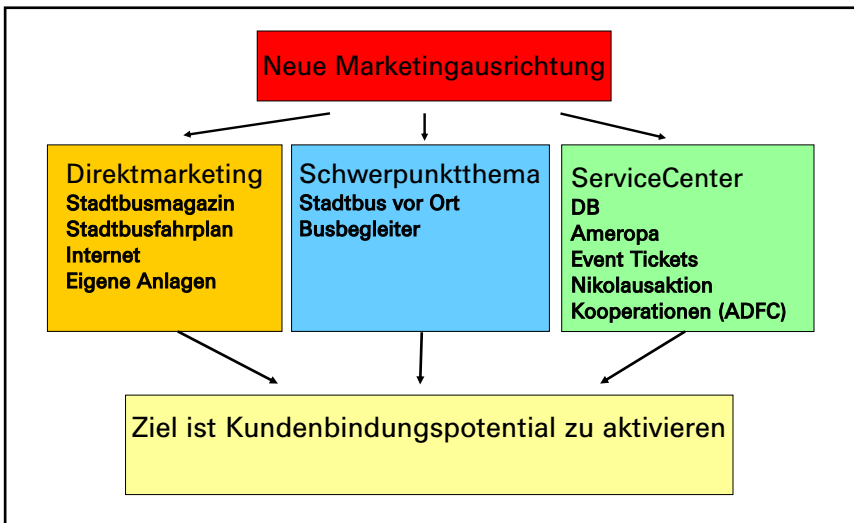 Neue Marketingausrichtung
Direktmarketing
Stadtbusmagazin
Stadtbusfahrplan
Internet
Eigene Anlagen
Schwerpunktthema
Stadtbus vor Ort
Busbegleiter
ServiceCenter
DB
Ameropa
Event Tickets
Nikolausaktion
Kooperationen (ADFC)
Ziel ist Kundenbindungspotential zu aktivieren